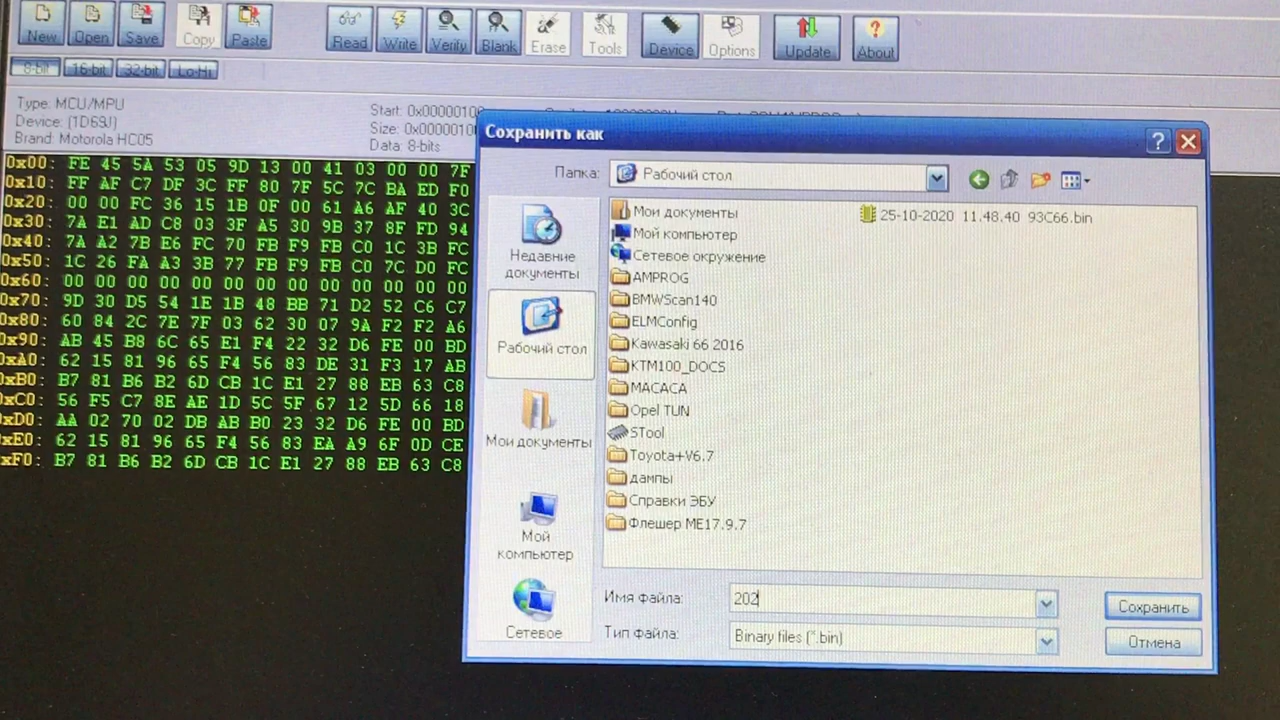 New Open Save Copy Paste Read Write Verify Blank Erase Tools Device Options Update About
8-bit 16-bit 32-bit Lo-Hi
Type: MCU/MPU
Device: (1D69J)
Brand: Motorola HC05
Start: 0x00000100
Size: 0x00000100
Data: 8-bits
0x00: FE 45 5A 53 05 9D 13 00 41 03 00 00 7F
0x10: FF AF C7 DF 3C FF 80 7F 5C 7C BA ED F0
0x20: 00 00 FC 36 15 1B 0F 00 61 A6 AF 40 3C
0x30: 7A E1 AD C8 03 3F A5 30 9B 37 8F FD 94
0x40: 7A A2 7B E6 FC 70 FB F9 FB C0 1C 3B FC
0x50: 1C 26 FA A3 3B 77 FB F9 FB C0 7C D0 FC
0x60: 00 00 00 00 00 00 00 00 00 00 00 00 00
0x70: 9D 30 D5 54 1E 1B 48 BB 71 D2 52 C6 C7
0x80: 60 84 2C 7E 7F 03 62 30 07 9A F2 F2 A6
0x90: AB 45 B8 6C 65 E1 F4 22 32 D6 FE 00 BD
0xA0: 62 15 81 96 65 F4 56 83 DE 31 F3 17 AB
0xB0: B7 81 B6 B2 6D CB 1C E1 27 88 EB 63 C8
0xC0: 56 F5 C7 8E AE 1D 5C 5F 67 12 5D 66 18
0xD0: AA 02 70 02 DB AB B0 23 32 D6 FE 00 BD
0xE0: 62 15 81 96 65 F4 56 83 EA A9 6F 0D CE
0xF0: B7 81 B6 B2 6D CB 1C E1 27 88 EB 63 C8
Сохранить как
Папка: Рабочий стол
Недавние
документы
Рабочий стол
Мои документы
Мой
компьютер
Сетевое
Мои документы
Мой компьютер
Сетевое окружение
AMPROG
BMWScan140
ELMConfig
Kawasaki 66 2016
KTM100_DOCS
MACACA
Opel TUN
STool
Toyota+V6.7
дампы
Справки ЭБУ
Флешер ME17.9.7
25-10-2020 11.48.40 93C66.bin
Имя файла: 202
Сохранить
Тип файла: Binary files (*.bin)
Отмена